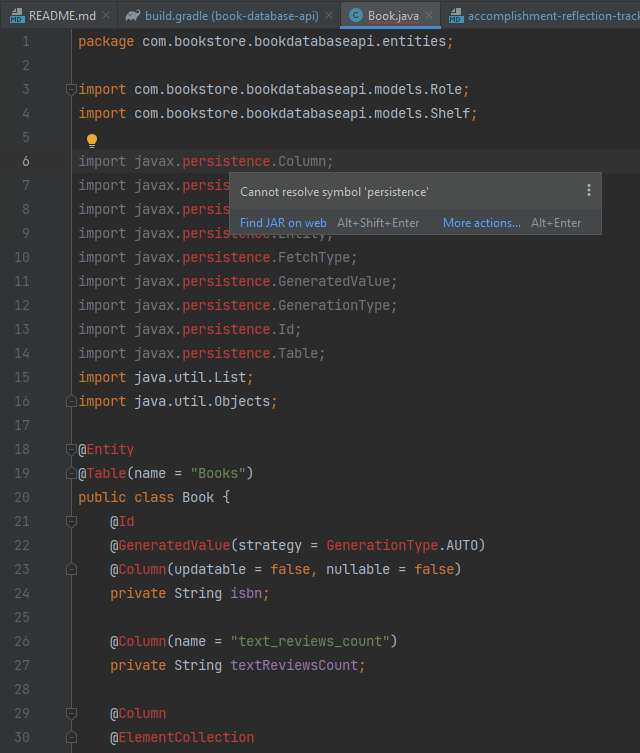 README.md build.gradle (book-database-api) Book.java accomplishment-reflection-track
1 package com.bookstore.bookdatabaseapi.entities;
2
3 import com.bookstore.bookdatabaseapi.models.Role;
4 import com.bookstore.bookdatabaseapi.models.Shelf;
5
6 import javax.persistence.Column;
7 import javax.persis
Cannot resolve symbol 'persistence'
8 import javax.persis
Find JAR on web Alt+Shift+Enter More actions... Alt+Enter
9 import javax.persistence.Entity;
10 import javax.persistence.FetchType;
11 import javax.persistence.GeneratedValue;
12 import javax.persistence.GenerationType;
13 import javax.persistence.Id;
14 import javax.persistence.Table;
15 import java.util.List;
16 import java.util.Objects;
17
18 @Entity
19 @Table(name = "Books")
20 public class Book {
21 @Id
22 @GeneratedValue(strategy = GenerationType.AUTO)
23 @Column(updatable = false, nullable = false)
24 private String isbn;
25
26 @Column(name = "text_reviews_count")
27 private String textReviewsCount;
28
29 @Column
30 @ElementCollection